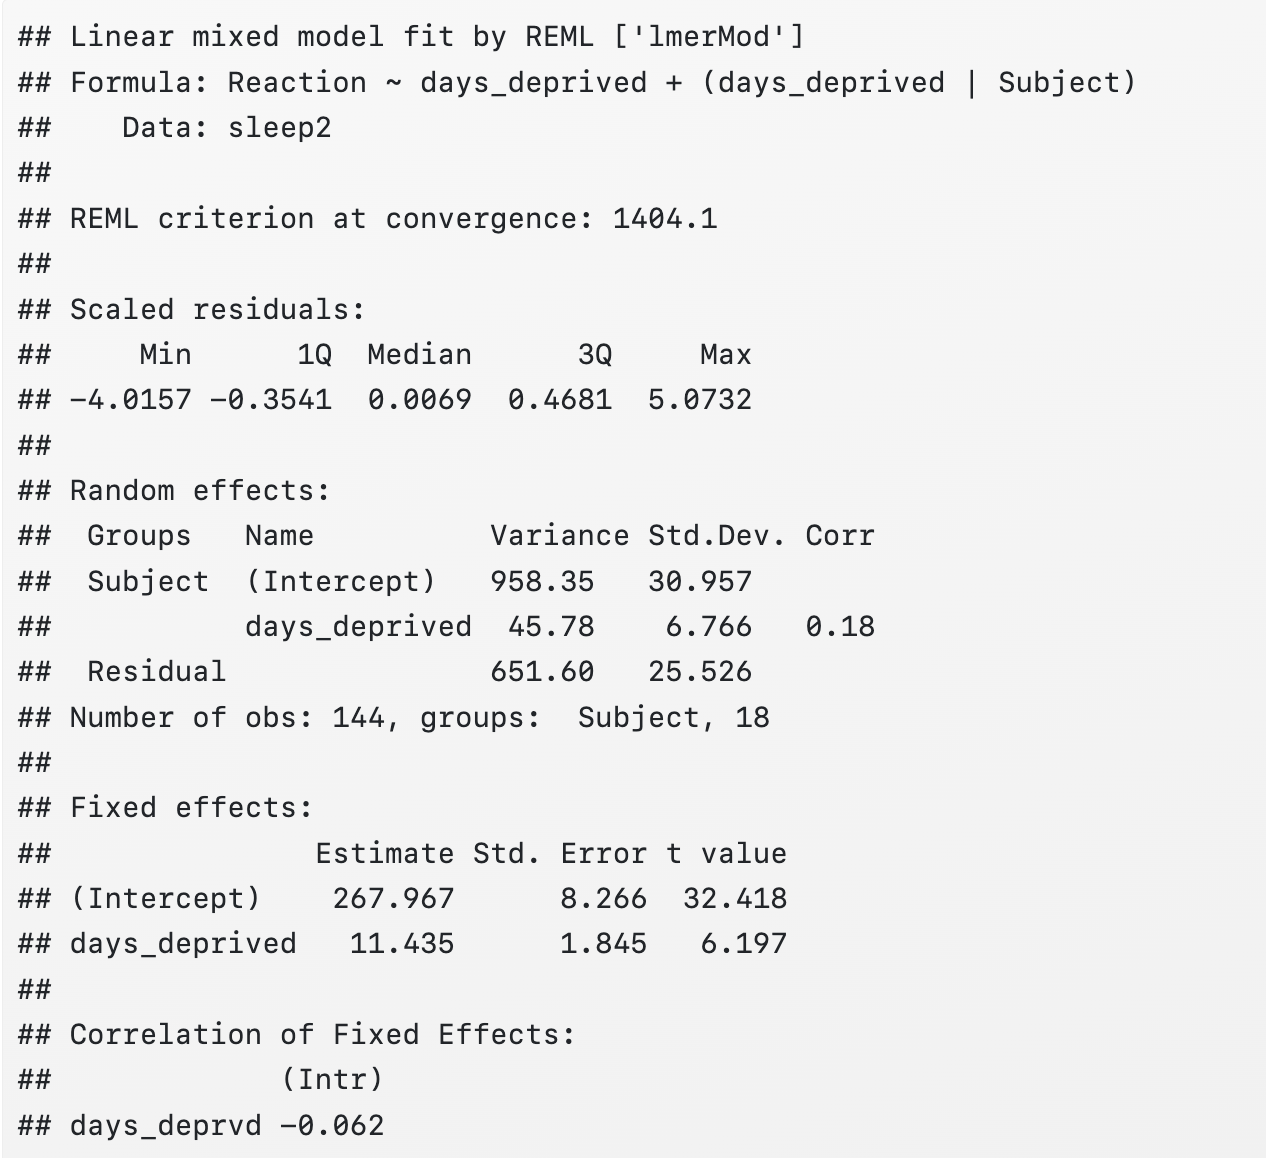 ## Linear mixed model fit by REML ['lmerMod']
## Formula: Reaction ~ days_deprived + (days_deprived | Subject)
##    Data: sleep2
##
## REML criterion at convergence: 1404.1
##
## Scaled residuals:
##     Min      1Q  Median      3Q     Max
## -4.0157 -0.3541  0.0069  0.4681  5.0732
##
## Random effects:
##  Groups   Name          Variance Std.Dev. Corr
##  Subject  (Intercept)   958.35   30.957
##           days_deprived  45.78    6.766   0.18
##  Residual               651.60   25.526
## Number of obs: 144, groups:  Subject, 18
##
## Fixed effects:
##               Estimate Std. Error t value
## (Intercept)    267.967      8.266  32.418
## days_deprived   11.435      1.845   6.197
##
## Correlation of Fixed Effects:
##             (Intr)
## days_deprvd -0.062